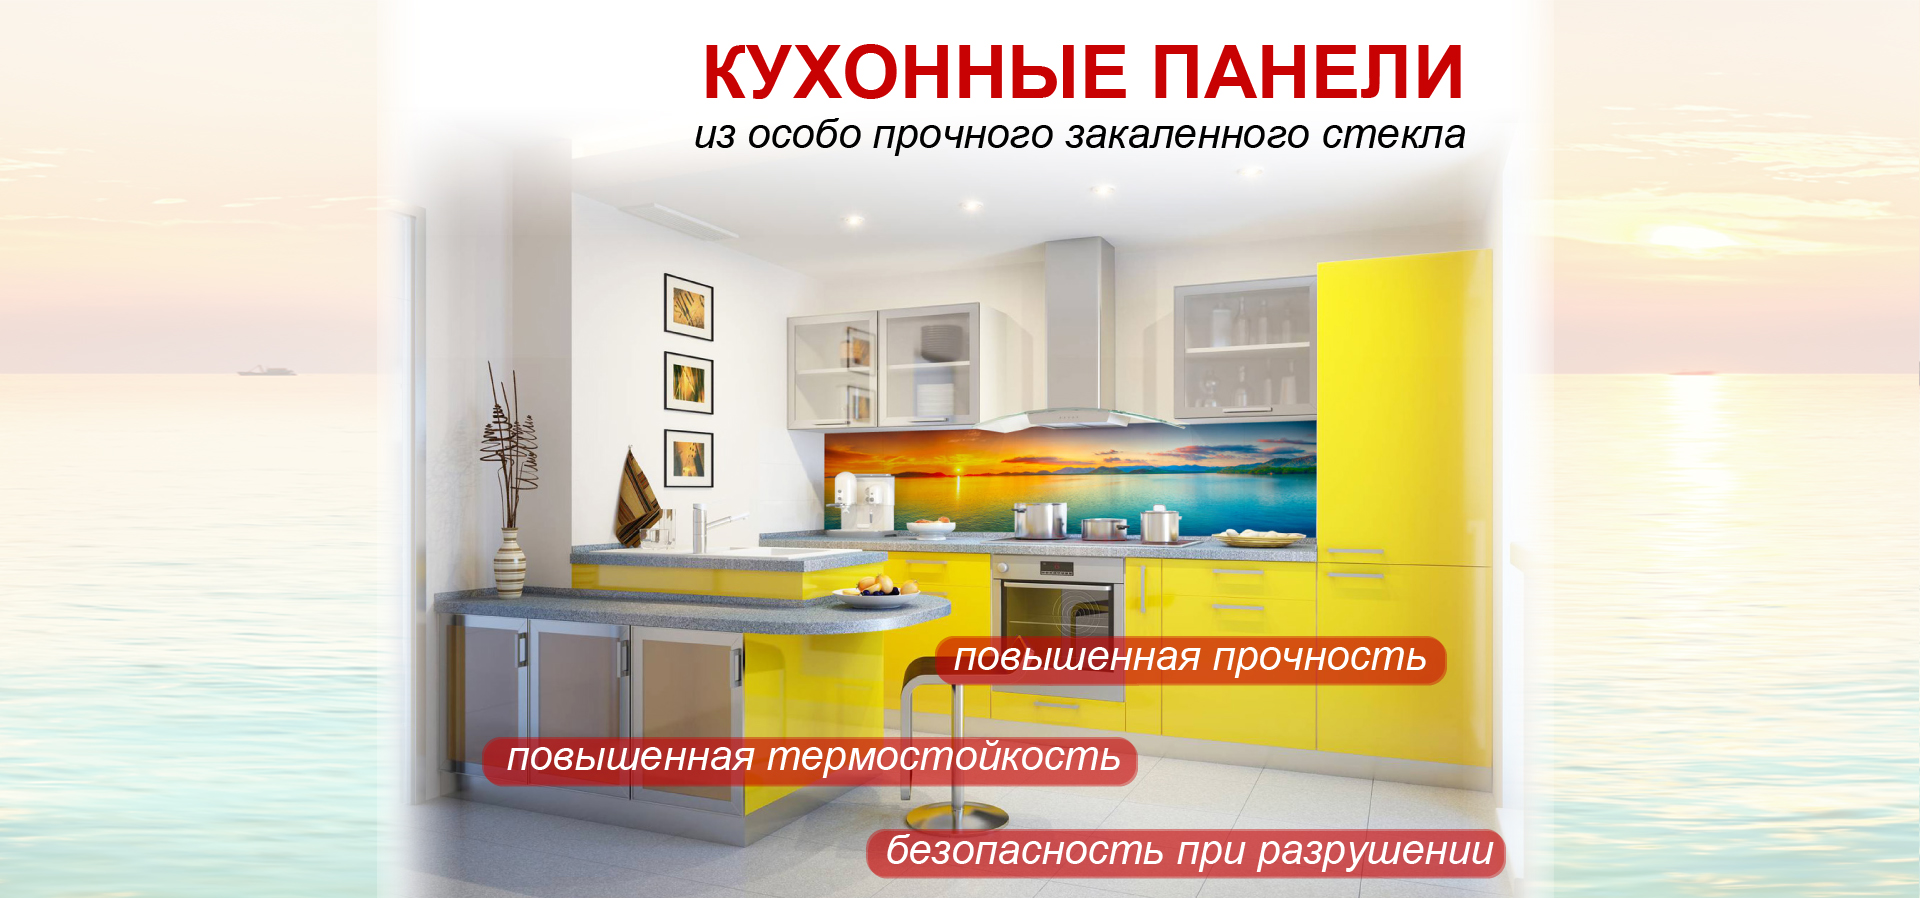 КУХОННЫЕ ПАНЕЛИ
из особо прочного закаленного стекла
повышенная прочность
повышенная термостойкость
безопасность при разрушении